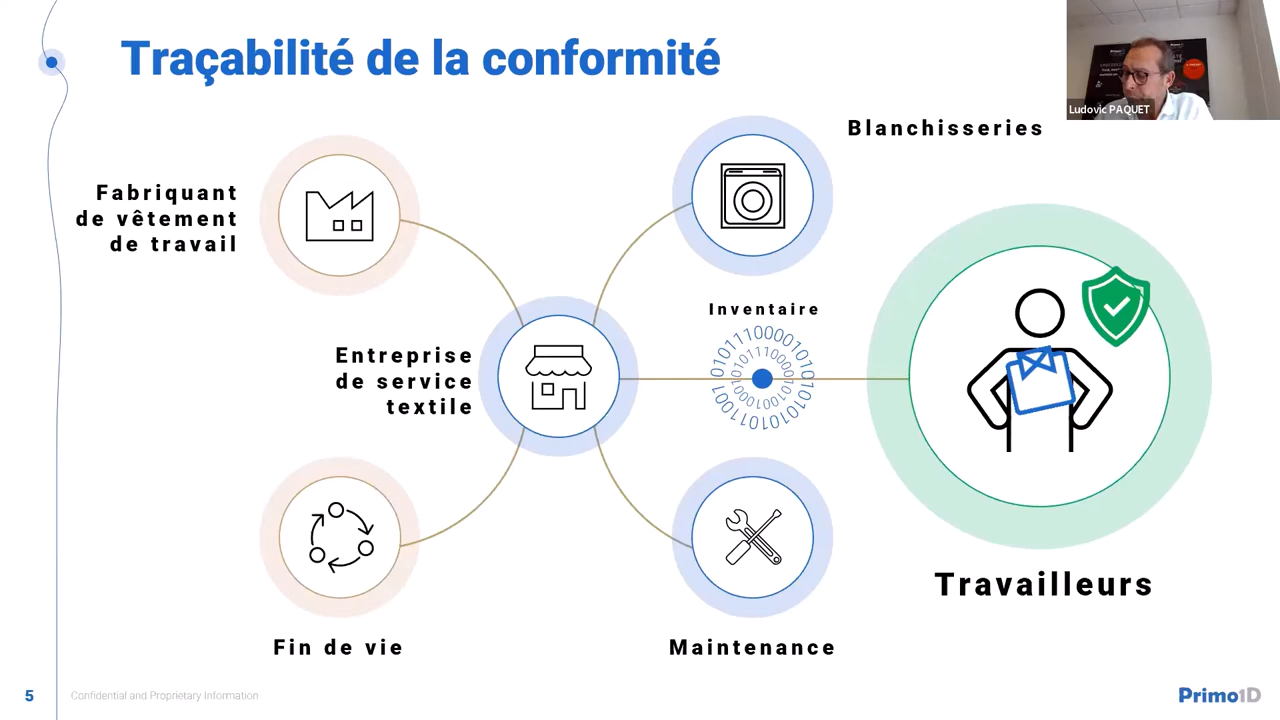 Traçabilité de la conformité
Ludovic PAQUET
Blanchisseries
Fabriquant
de vêtement
de travail
Inventaire
Entreprise
de service
textile
Travailleurs
Fin de vie
Maintenance
5
Confidential and Proprietary Information
Primo1D